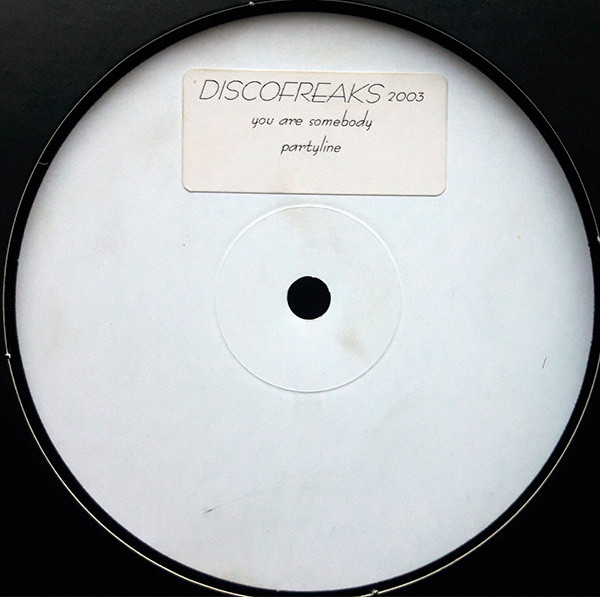 DISCOFREAKS 2003
you are somebody
partyline